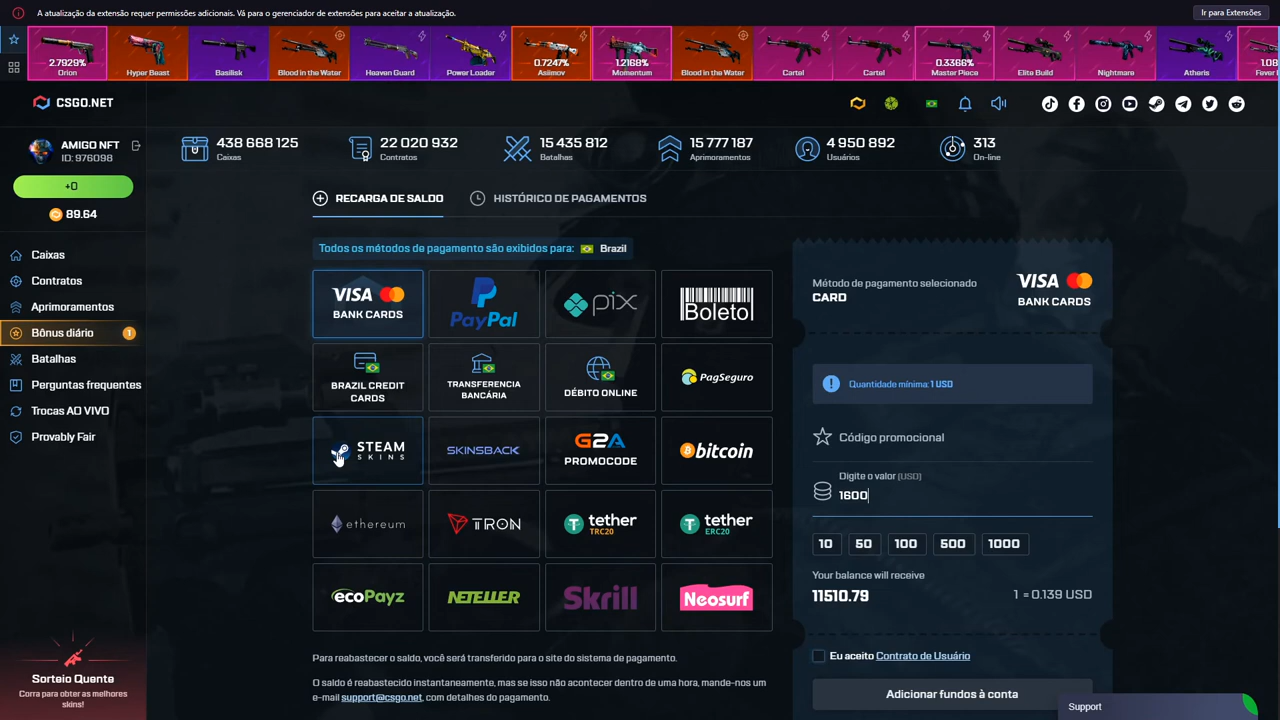 A atualização da extensão requer permissões adicionais. Vá para o gerenciador de extensões para aceitar a atualização.
Ir para Extensões
2.7929%
Orion
Hyper Beast
Basilisk
Blood in the Water
Heaven Guard
Power Loader
0.7247%
Asiimov
1.2168%
Momentum
Blood in the Water
Cartel
Cartel
0.3366%
Master Piece
Elite Build
Nightmare
Atheris
1.08
Fever
CSGO.NET
AMIGO NFT
ID: 976098
+0
89.64
438 668 125
Caixas
22 020 932
Contratos
15 435 812
Batalhas
15 777 187
Aprimoramentos
4 950 892
Usuários
313
On-line
Caixas
Contratos
Aprimoramentos
Bônus diário
1
Batalhas
Perguntas frequentes
Trocas AO VIVO
Provably Fair
Sorteio Quente
Corra para obter as melhores
skins!
RECARGA DE SALDO
HISTÓRICO DE PAGAMENTOS
Todos os métodos de pagamento são exibidos para: Brazil
VISA
BANK CARDS
PayPal
pix
Boleto
BRAZIL CREDIT
CARDS
TRANSFERENCIA
BANCÁRIA
DÉBITO ONLINE
PagSeguro
STEAM
SKINS
SKINSBACK
G2A
PROMOCODE
bitcoin
ethereum
TRON
tether
TRC20
tether
ERC20
ecoPayz
NETELLER
Skrill
Neosurf
Para reabastecer o saldo, você será transferido para o site do sistema de pagamento.
O saldo é reabastecido instantaneamente, mas se isso não acontecer dentro de uma hora, mande-nos um
e-mail support@csgo.net, com detalhes do pagamento.
Método de pagamento selecionado
CARD
VISA
BANK CARDS
Quantidade mínima: 1 USD
Código promocional
Digite o valor (USD)
1600
10
50
100
500
1000
Your balance will receive
11510.79
1 = 0.139 USD
Eu aceito Contrato de Usuário
Adicionar fundos à conta
Support